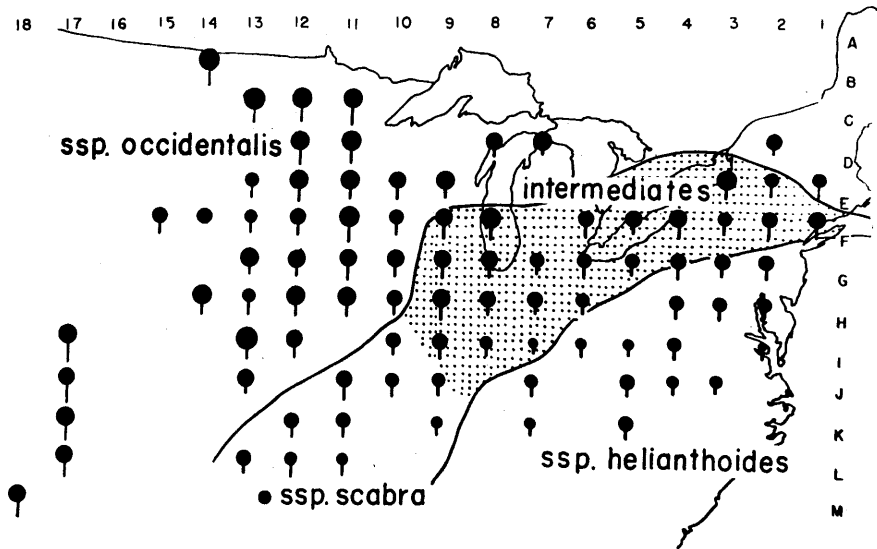 18 17 16 15 14 13 12 11 10 9 8 7 6 5 4 3 2 1
A
B
C
ssp. occidentalis
D
intermediates
E
F
G
H
I
J
K
ssp. helianthoides
L
ssp. scabra
M